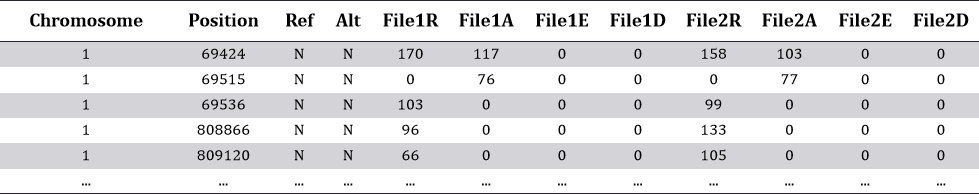 Chromosome Position Ref Alt File1R File1A File1E File1D File2R File2A File2E File2D
1 69424 N N 170 117 0 0 158 103 0 0
1 69515 N N 0 76 0 0 0 77 0 0
1 69536 N N 103 0 0 0 99 0 0 0
1 808866 N N 96 0 0 0 133 0 0 0
1 809120 N N 66 0 0 0 105 0 0 0
... ... ... ... ... ... ... ... ... ... ... ...